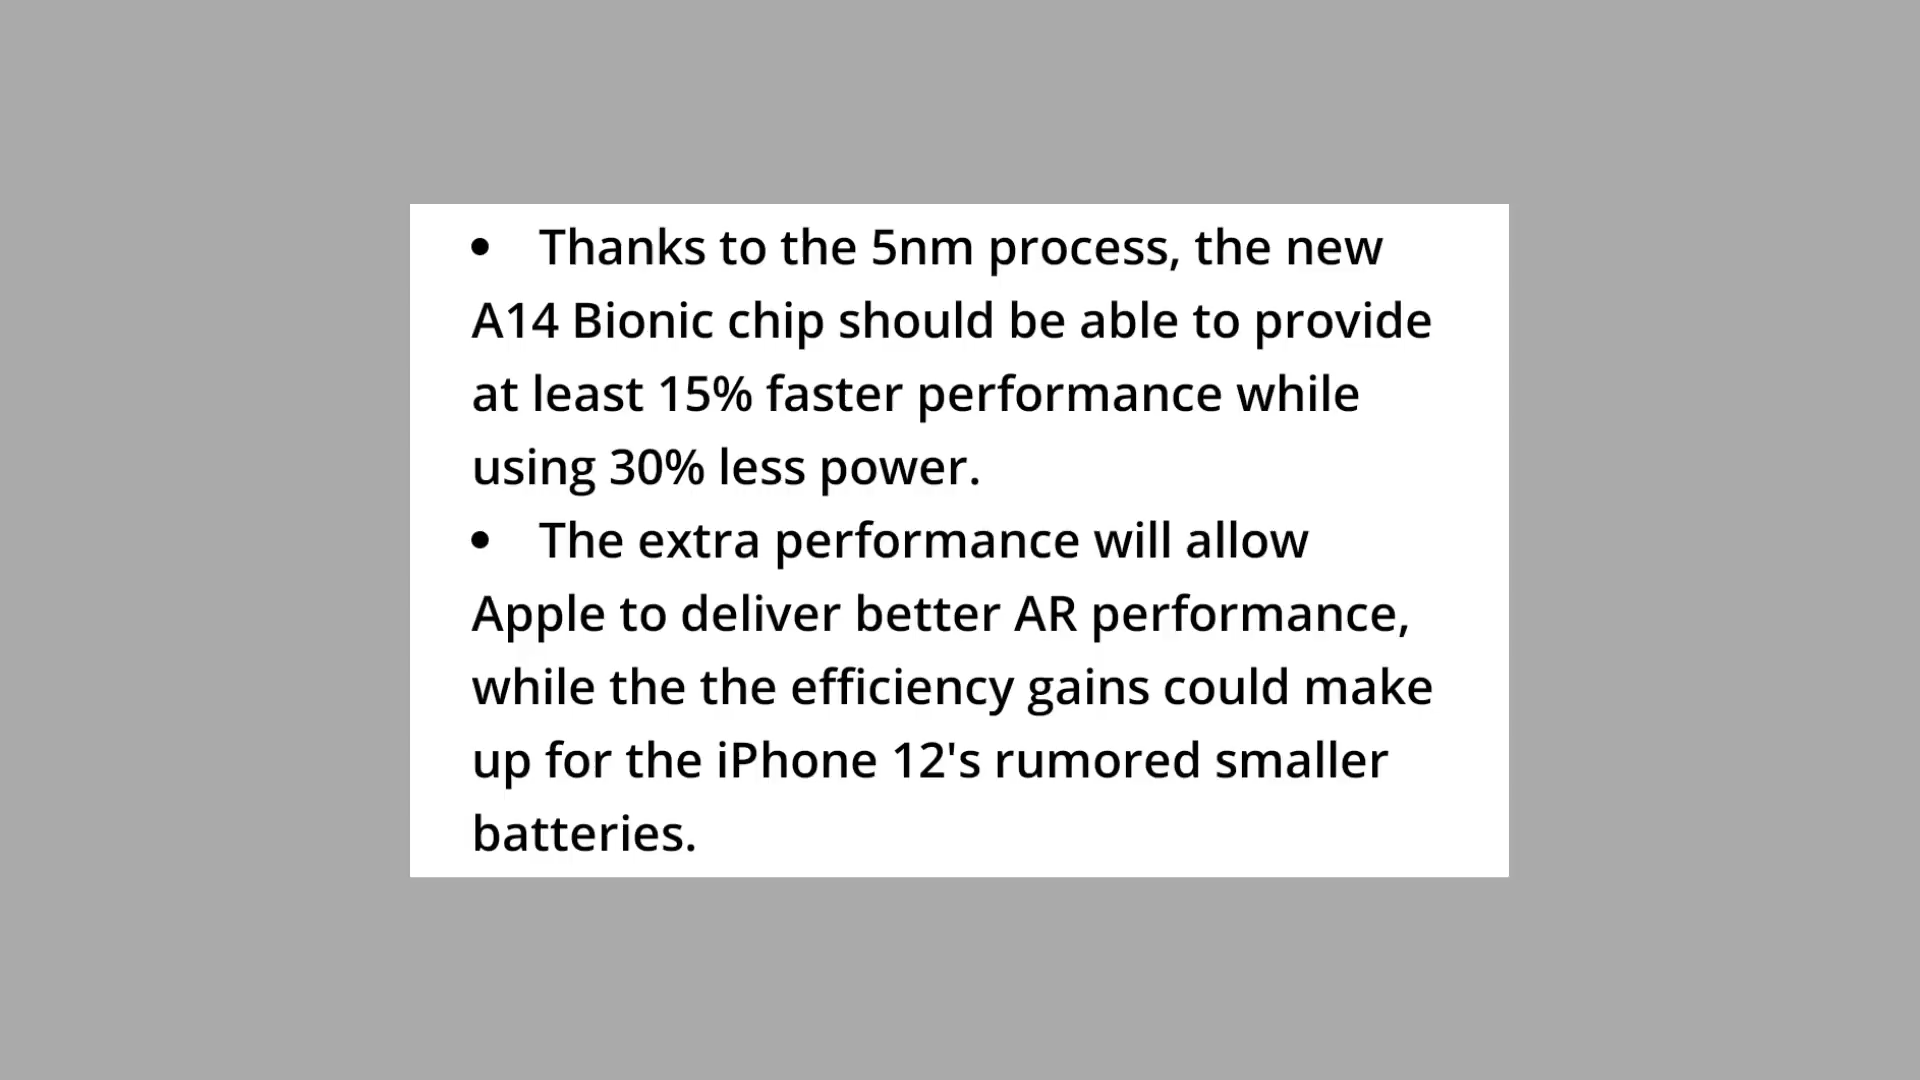 • Thanks to the 5nm process, the new
A14 Bionic chip should be able to provide
at least 15% faster performance while
using 30% less power.
• The extra performance will allow
Apple to deliver better AR performance,
while the the efficiency gains could make
up for the iPhone 12's rumored smaller
batteries.